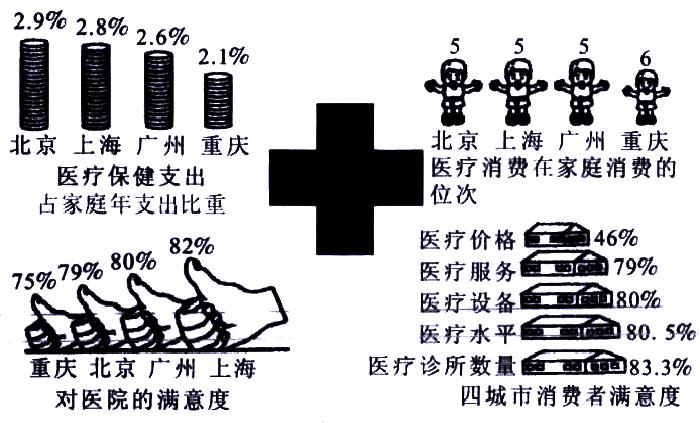 2.9% 2.8% 2.6% 2.1%
北京 上海 广州 重庆
医疗保健支出
占家庭年支出比重
5 5 5 6
北京 上海 广州 重庆
医疗消费在家庭消费的
位次
75% 79% 80% 82%
重庆 北京 广州 上海
对医院的满意度
医疗价格 46%
医疗服务 79%
医疗设备 80%
医疗水平 80.5%
医疗诊所数量 83.3%
四城市消费者满意度